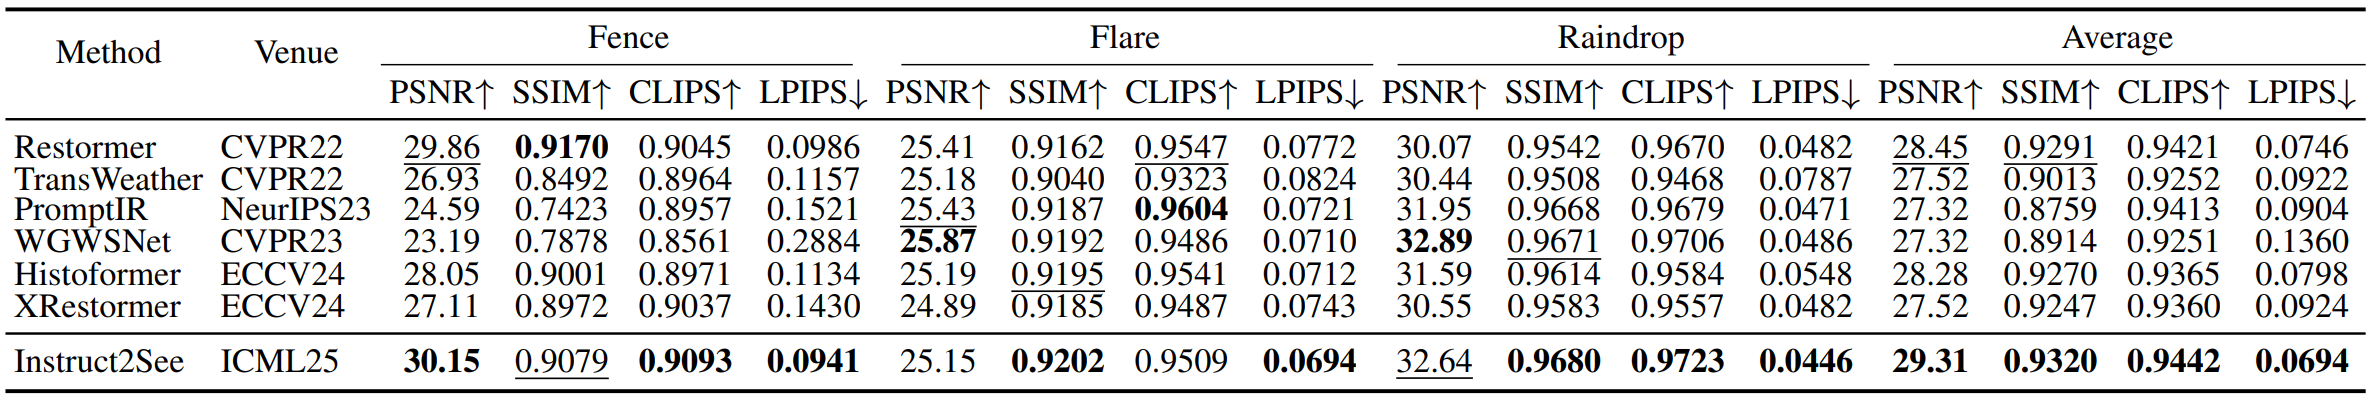 Method Venue Fence Flare Raindrop Average
PSNR↑ SSIM↑ CLIPS↑ LPIPS↓ PSNR↑ SSIM↑ CLIPS↑ LPIPS↓ PSNR↑ SSIM↑ CLIPS↑ LPIPS↓ PSNR↑ SSIM↑ CLIPS↑ LPIPS↓
Restormer CVPR22 29.86 0.9170 0.9045 0.0986 25.41 0.9162 0.9547 0.0772 30.07 0.9542 0.9670 0.0482 28.45 0.9291 0.9421 0.0746
TransWeather CVPR22 26.93 0.8492 0.8964 0.1157 25.18 0.9040 0.9323 0.0824 30.44 0.9508 0.9468 0.0787 27.52 0.9013 0.9252 0.0922
PromptIR NeurIPS23 24.59 0.7423 0.8957 0.1521 25.43 0.9187 0.9604 0.0721 31.95 0.9668 0.9679 0.0471 27.32 0.8759 0.9413 0.0904
WGWSNet CVPR23 23.19 0.7878 0.8561 0.2884 25.87 0.9192 0.9486 0.0710 32.89 0.9671 0.9706 0.0486 27.32 0.8914 0.9251 0.1360
Histoformer ECCV24 28.05 0.9001 0.8971 0.1134 25.19 0.9195 0.9541 0.0712 31.59 0.9614 0.9584 0.0548 28.28 0.9270 0.9365 0.0798
XRestormer ECCV24 27.11 0.8972 0.9037 0.1430 24.89 0.9185 0.9487 0.0743 30.55 0.9583 0.9557 0.0482 27.52 0.9247 0.9360 0.0924
Instruct2See ICML25 30.15 0.9079 0.9093 0.0941 25.15 0.9202 0.9509 0.0694 32.64 0.9680 0.9723 0.0446 29.31 0.9320 0.9442 0.0694